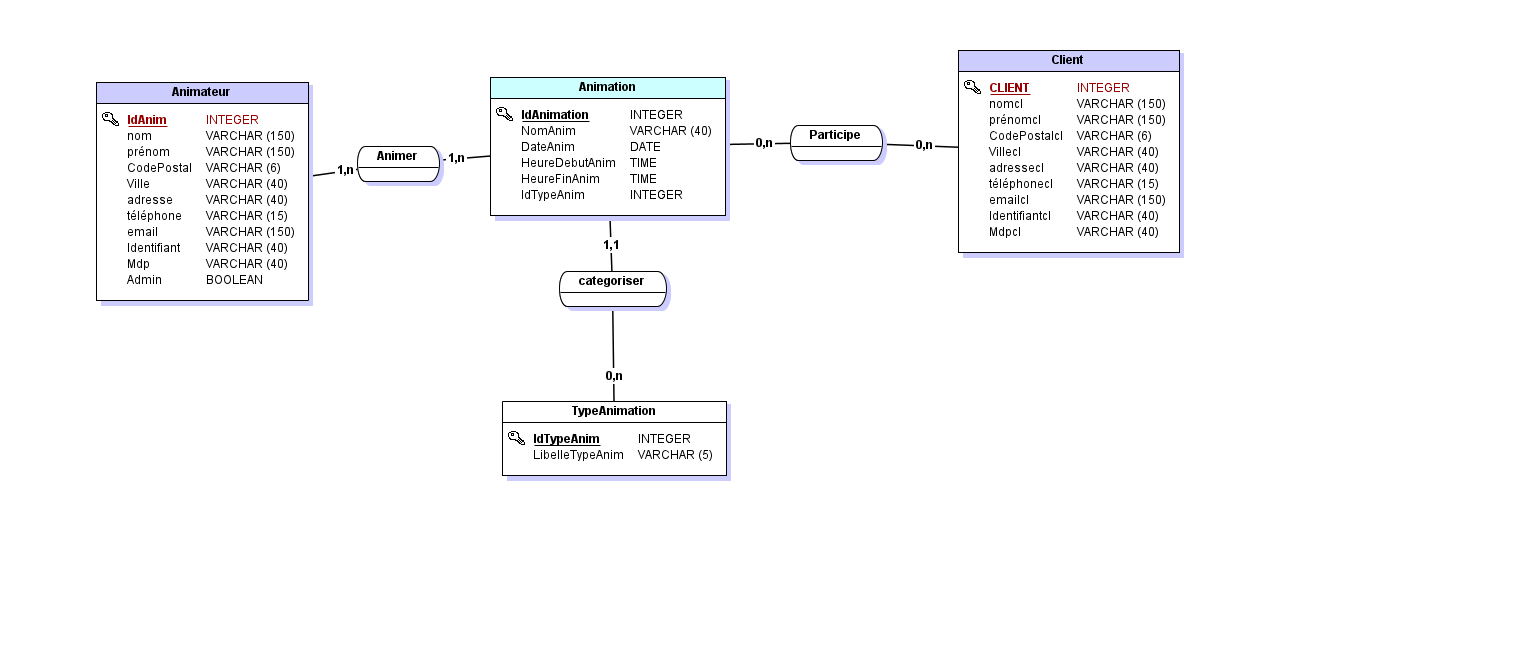 Animateur
IdAnim INTEGER
nom VARCHAR (150)
prénom VARCHAR (150)
CodePostal VARCHAR (6)
Ville VARCHAR (40)
adresse VARCHAR (40)
téléphone VARCHAR (15)
email VARCHAR (150)
Identifiant VARCHAR (40)
Mdp VARCHAR (40)
Admin BOOLEAN
1,n
Animer
1,n
Animation
IdAnimation INTEGER
NomAnim VARCHAR (40)
DateAnim DATE
HeureDebutAnim TIME
HeureFinAnim TIME
IdTypeAnim INTEGER
0,n
Participe
0,n
Client
CLIENT INTEGER
nomcl VARCHAR (150)
prénomcl VARCHAR (150)
CodePostalcl VARCHAR (6)
Villecl VARCHAR (40)
adressecl VARCHAR (40)
téléphonecl VARCHAR (15)
emailcl VARCHAR (150)
Identifiantcl VARCHAR (40)
Mdpcl VARCHAR (40)
1,1
categoriser
0,n
TypeAnimation
IdTypeAnim INTEGER
LibelleTypeAnim VARCHAR (5)